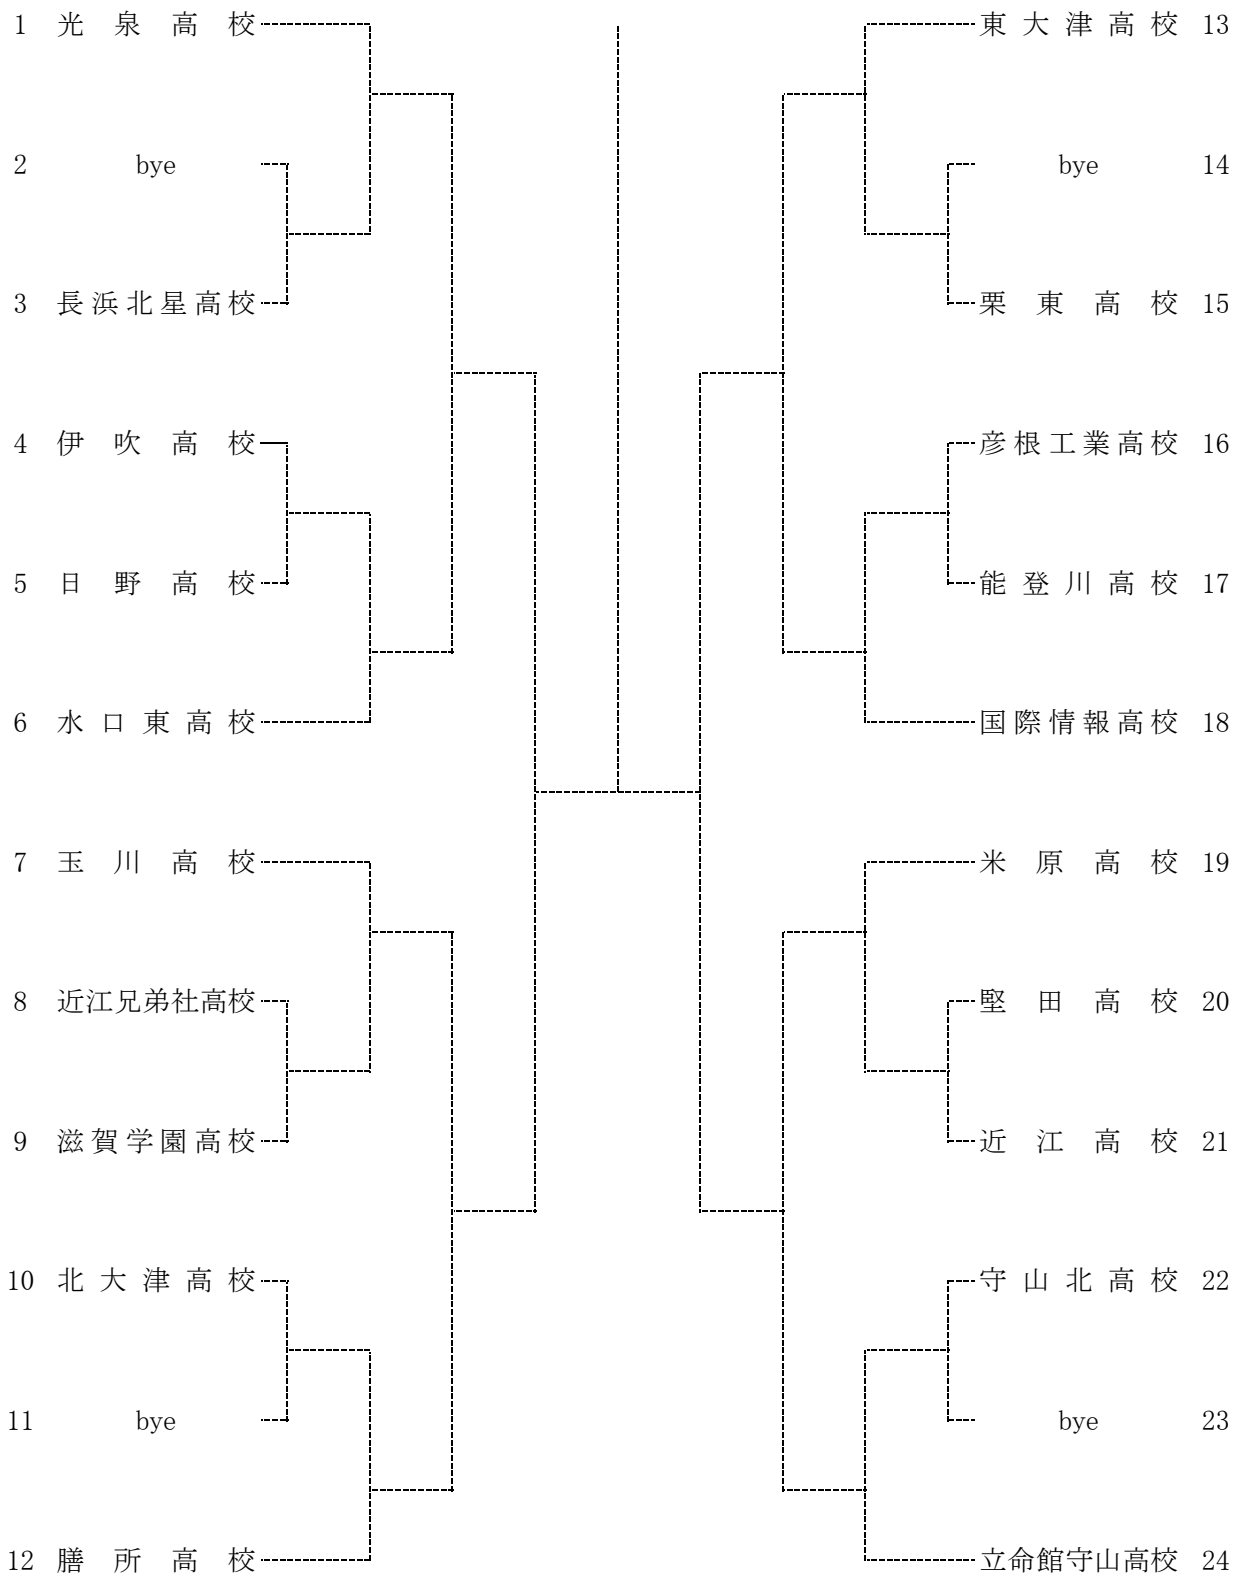 1 光泉高校
2 bye
3 長浜北星高校
4 伊吹高校
5 日野高校
6 水口東高校
7 玉川高校
8 近江兄弟社高校
9 滋賀学園高校
10 北大津高校
11 bye
12 膳所高校
東大津高校 13
bye 14
栗東高校 15
彦根工業高校 16
能登川高校 17
国際情報高校 18
米原高校 19
堅田高校 20
近江高校 21
守山北高校 22
bye 23
立命館守山高校 24